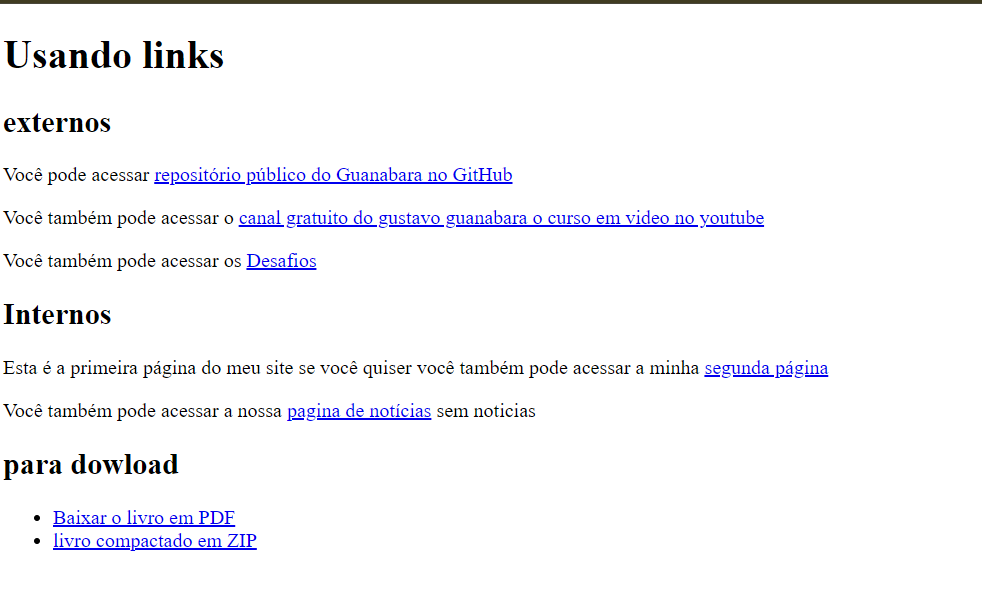 Usando links
externos
Você pode acessar repositório público do Guanabara no GitHub
Você também pode acessar o canal gratuito do gustavo guanabara o curso em video no youtube
Você também pode acessar os Desafios
Internos
Esta é a primeira página do meu site se você quiser você também pode acessar a minha segunda página
Você também pode acessar a nossa pagina de notícias sem noticias
para dowload
• Baixar o livro em PDF
• livro compactado em ZIP